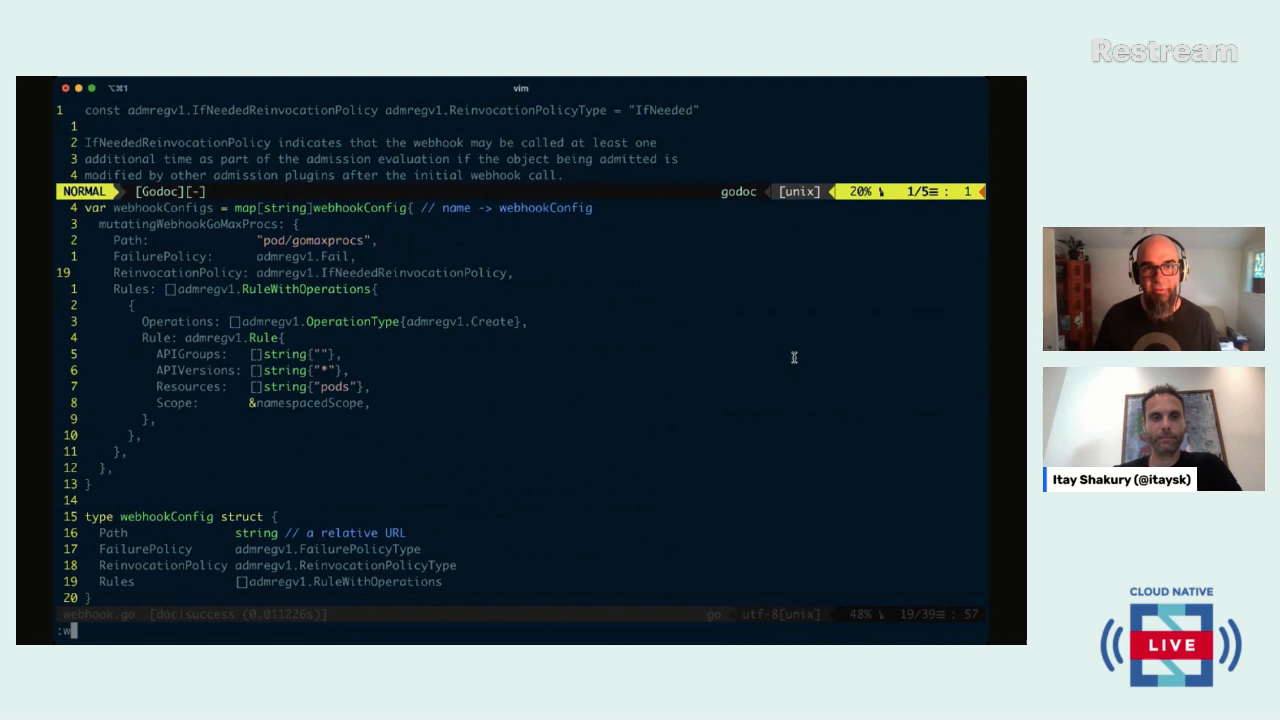 Restream
⌥⌘1
vim
1 const admregv1.IfNeededReinvocationPolicy admregv1.ReinvocationPolicyType = "IfNeeded"
1
2 IfNeededReinvocationPolicy indicates that the webhook may be called at least one
3 additional time as part of the admission evaluation if the object being admitted is
4 modified by other admission plugins after the initial webhook call.
NORMAL [Godoc][-] godoc [unix] 20% 1/5≡ : 1
4 var webhookConfigs = map[string]webhookConfig{ // name -> webhookConfig
3 mutatingWebhookGoMaxProcs: {
2 Path: "pod/gomaxprocs",
1 FailurePolicy: admregv1.Fail,
19 ReinvocationPolicy: admregv1.IfNeededReinvocationPolicy,
1 Rules: []admregv1.RuleWithOperations{
2 {
3 Operations: []admregv1.OperationType{admregv1.Create},
4 Rule: admregv1.Rule{
5 APIGroups: []string{""},
6 APIVersions: []string{"*"},
7 Resources: []string{"pods"},
8 Scope: &namespacedScope,
9 },
10 },
11 },
12 },
13 }
14
15 type webhookConfig struct {
16 Path string // a relative URL
17 FailurePolicy admregv1.FailurePolicyType
18 ReinvocationPolicy admregv1.ReinvocationPolicyType
19 Rules []admregv1.RuleWithOperations
20 }
webhook.go [doc|success (0.011226s)] go utf-8[unix] 48% 19/39≡ : 57
:w
Itay Shakury (@itaysk)
CLOUD NATIVE
LIVE